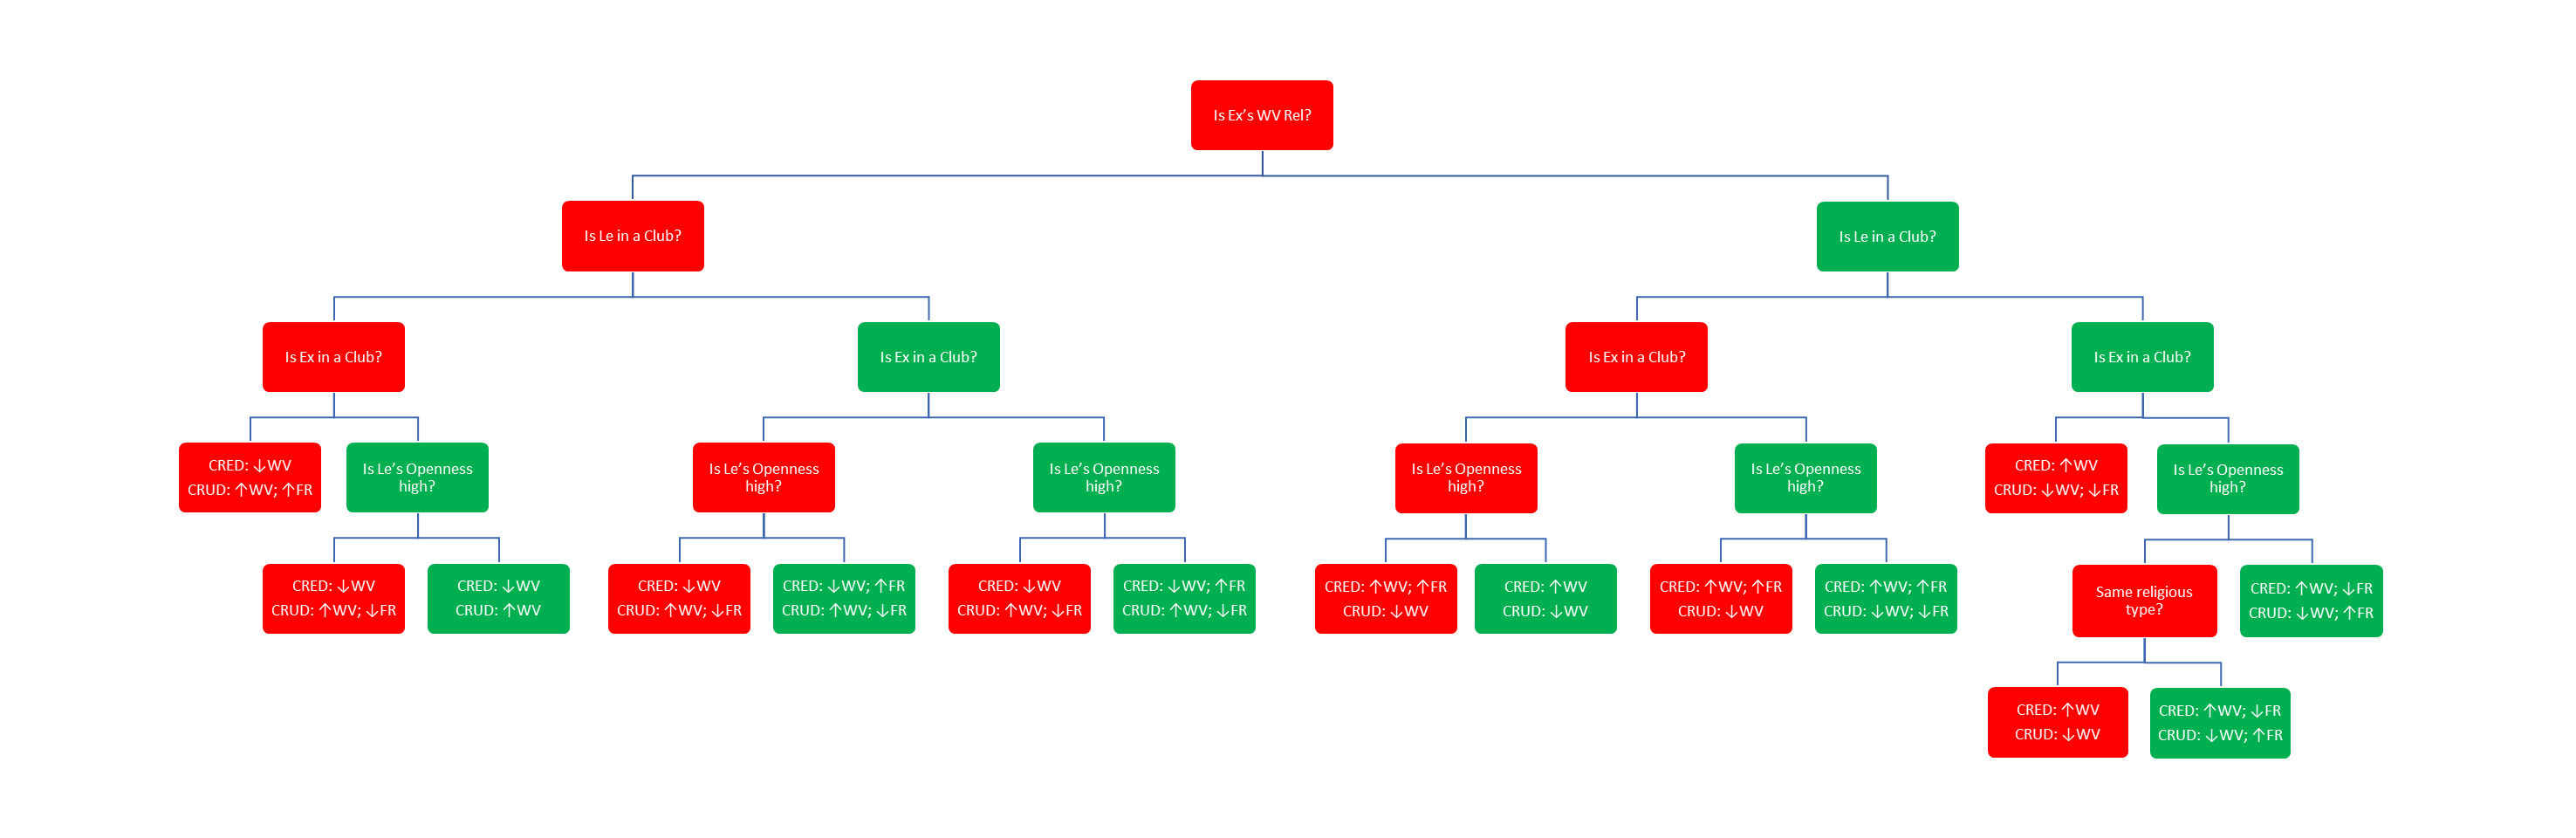 Is Ex's WV Rel?
Is Le in a Club?
Is Le in a Club?
Is Ex in a Club?
Is Ex in a Club?
Is Ex in a Club?
Is Ex in a Club?
CRED: ↓WV
CRUD: ↑WV; ↑FR
Is Le's Openness
high?
Is Le's Openness
high?
Is Le's Openness
high?
Is Le's Openness
high?
Is Le's Openness
high?
CRED: ↑WV
CRUD: ↓WV; ↓FR
Is Le's Openness
high?
CRED: ↓WV
CRUD: ↑WV; ↓FR
CRED: ↓WV
CRUD: ↑WV
CRED: ↓WV
CRUD: ↑WV; ↓FR
CRED: ↓WV; ↑FR
CRUD: ↑WV; ↓FR
CRED: ↓WV
CRUD: ↑WV; ↓FR
CRED: ↓WV; ↑FR
CRUD: ↑WV; ↓FR
CRED: ↑WV; ↑FR
CRUD: ↓WV
CRED: ↑WV
CRUD: ↓WV
CRED: ↑WV; ↑FR
CRUD: ↓WV
CRED: ↑WV; ↑FR
CRUD: ↓WV; ↓FR
Same religious
type?
CRED: ↑WV; ↓FR
CRUD: ↓WV; ↑FR
CRED: ↑WV
CRUD: ↓WV
CRED: ↑WV; ↓FR
CRUD: ↓WV; ↑FR